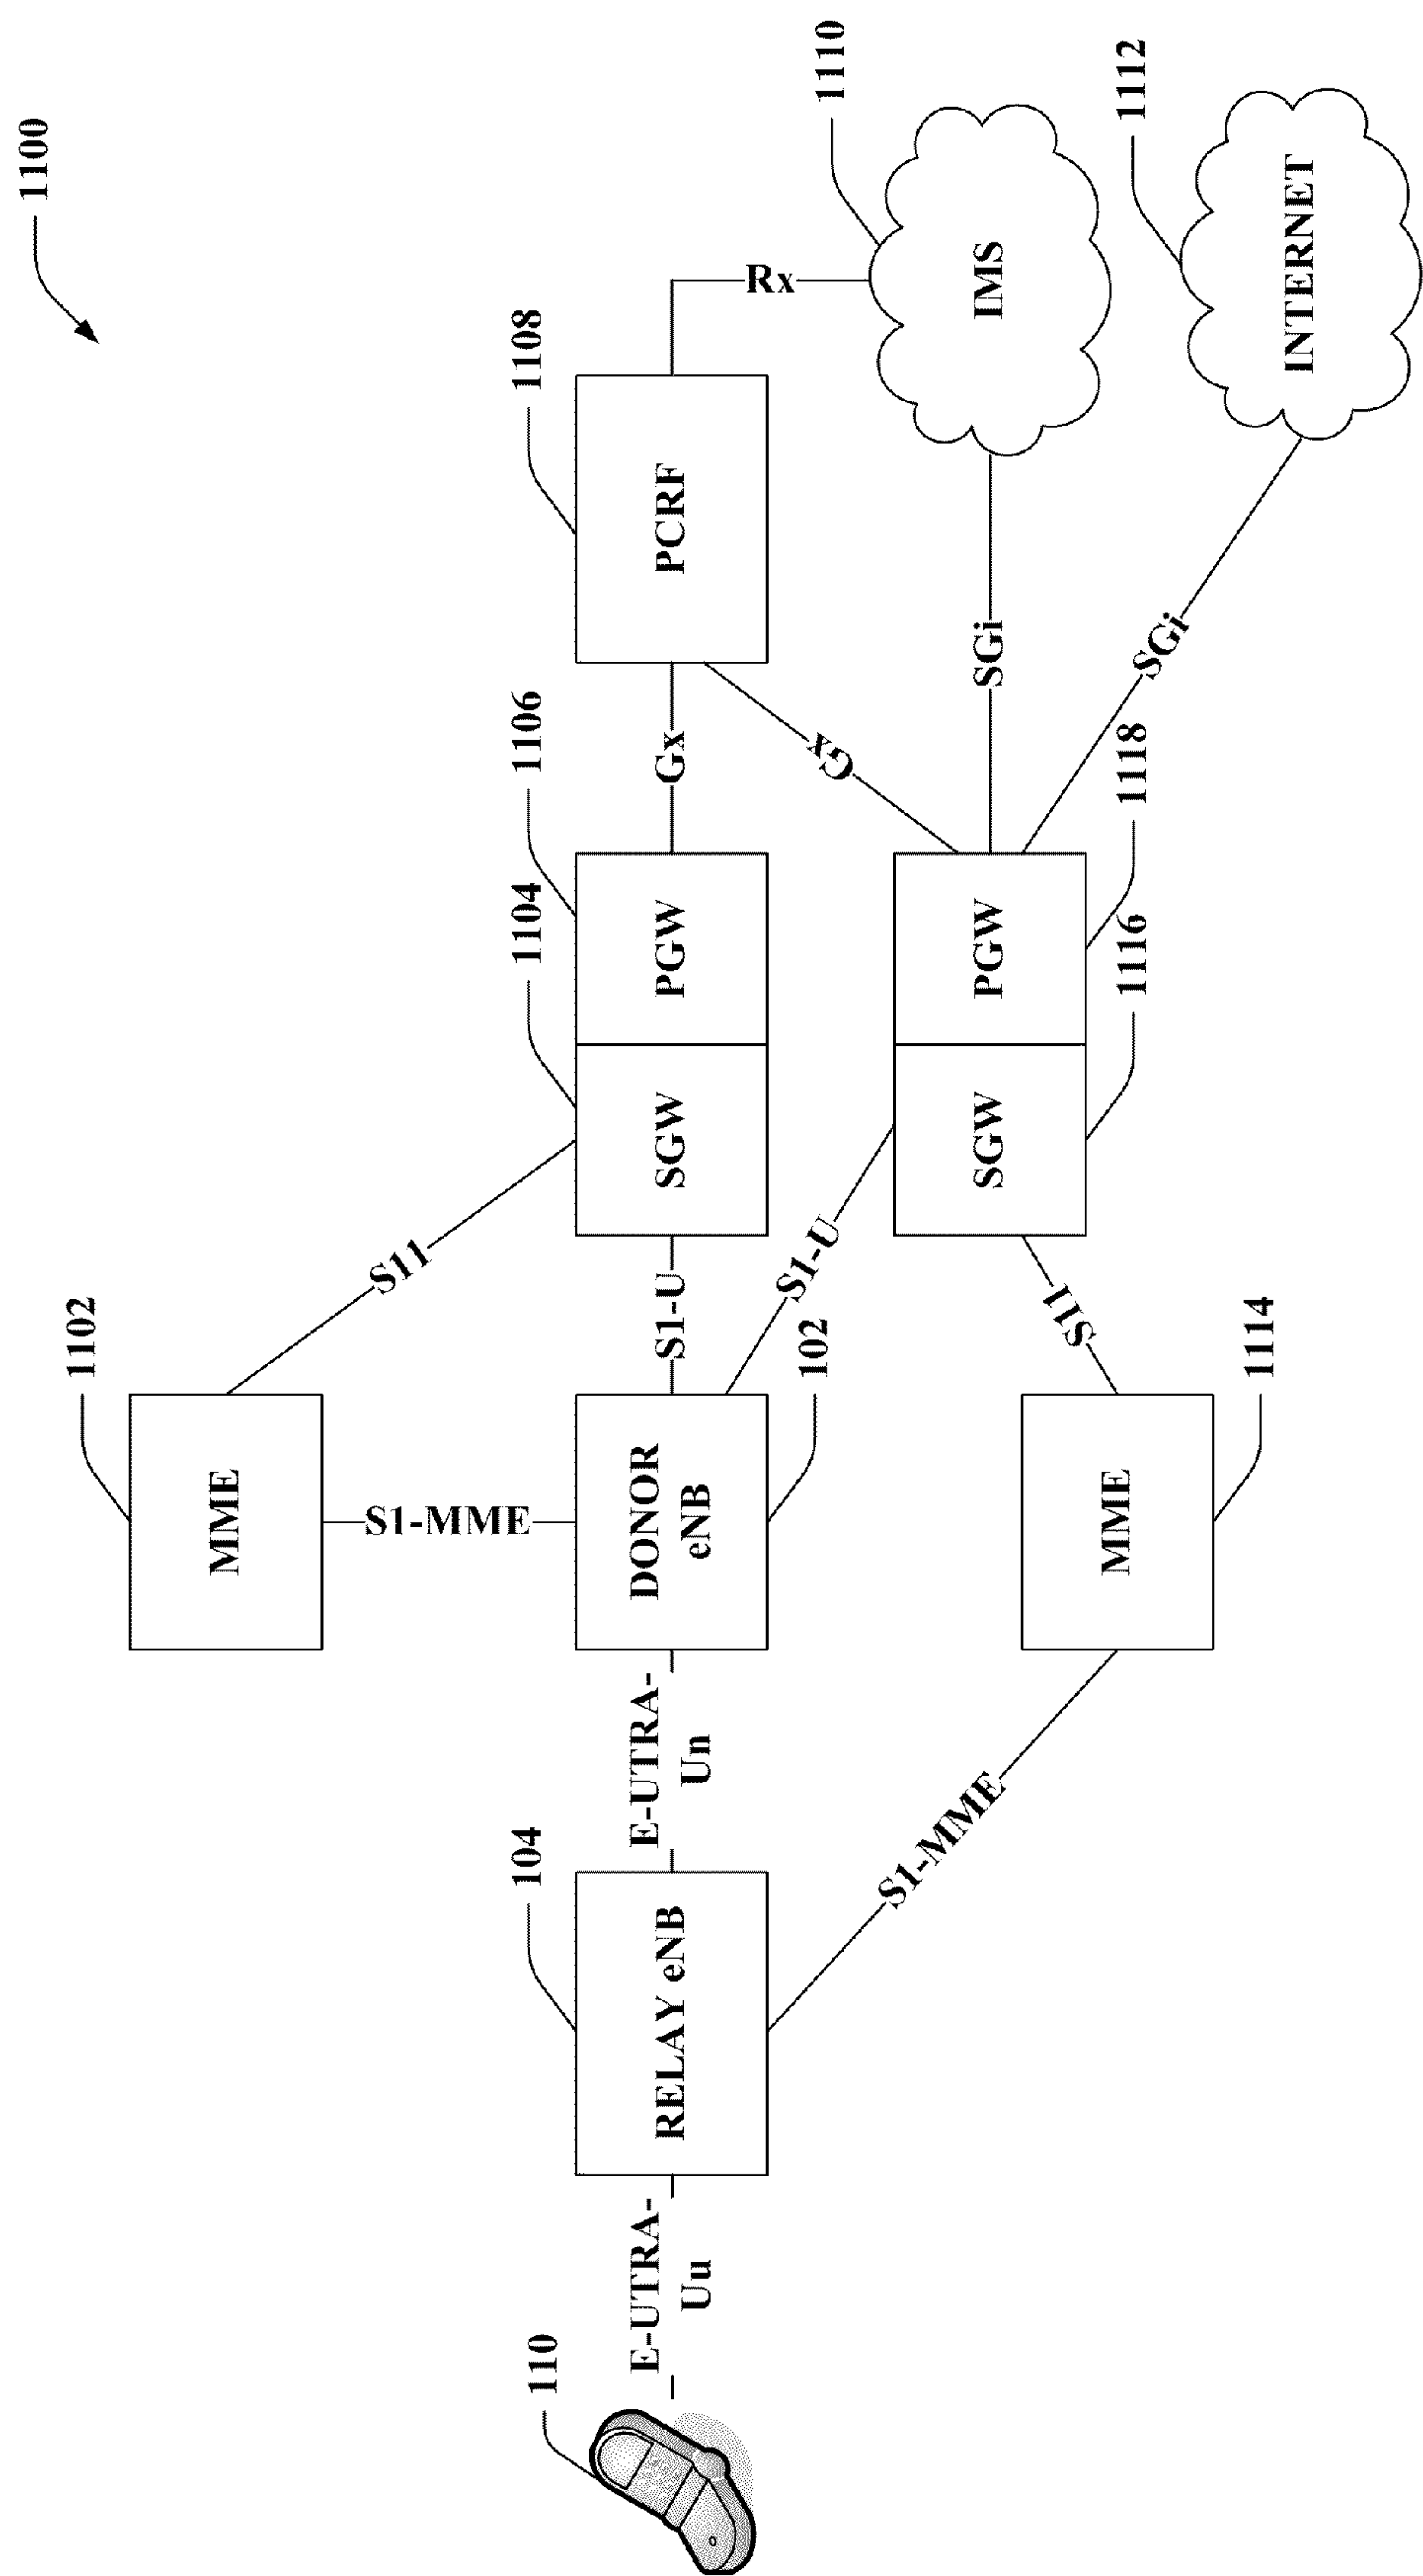 1100
1102
MME
S11
1104
1106
1108
S1-MME
110
E-UTRA-
Uu
104
RELAY eNB
E-UTRA-
Un
DONOR
eNB
S1-U
SGW
PGW
Gx
PCRF
Rx
1110
102
S1-U
Gx
SGW
PGW
SGi
IMS
S1-MME
MME
S11
1116
1118
SGi
1112
1114
INTERNET